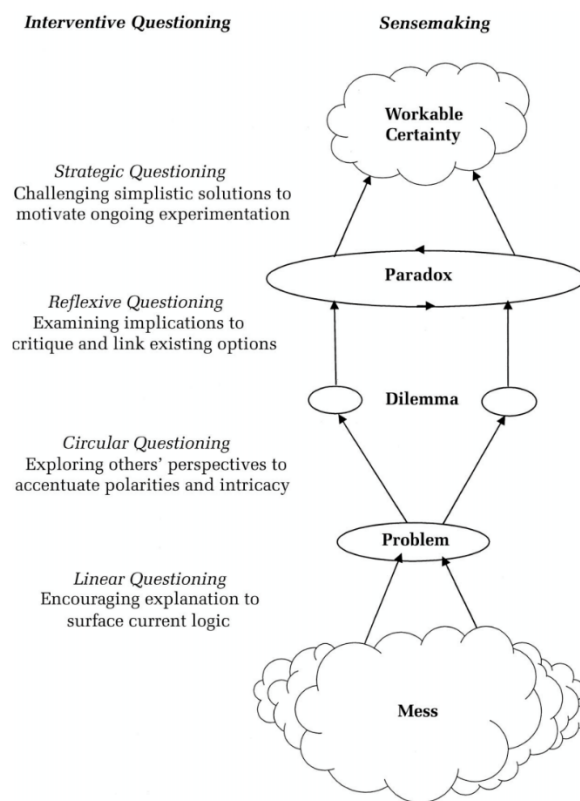 Interventive Questioning
Sensemaking
Workable
Certainty
Strategic Questioning
Challenging simplistic solutions to
motivate ongoing experimentation
Paradox
Reflexive Questioning
Examining implications to
critique and link existing options
Dilemma
Circular Questioning
Exploring others’ perspectives to
accentuate polarities and intricacy
Problem
Linear Questioning
Encouraging explanation to
surface current logic
Mess